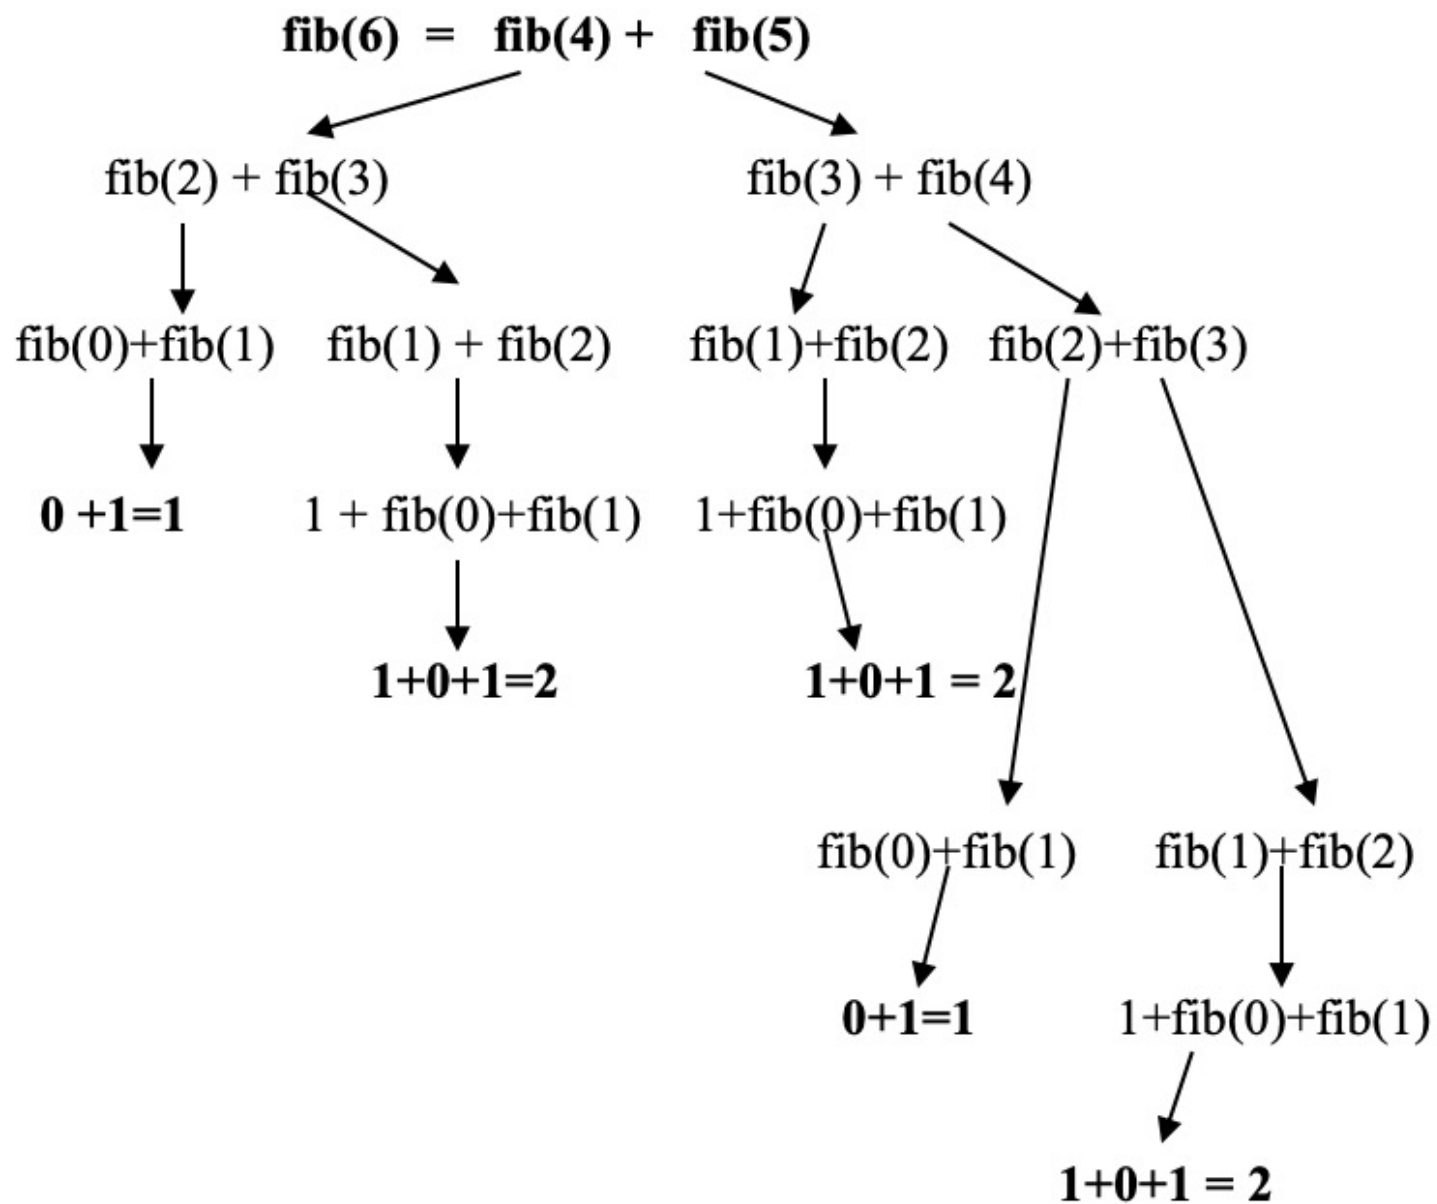 fib(6) = fib(4) + fib(5)
fib(2) + fib(3) fib(3) + fib(4)
fib(0)+fib(1) fib(1) + fib(2) fib(1)+fib(2) fib(2)+fib(3)
0 +1=1 1 + fib(0)+fib(1) 1+fib(0)+fib(1)
1+0+1=2 1+0+1 = 2
fib(0)+fib(1) fib(1)+fib(2)
0+1=1 1+fib(0)+fib(1)
1+0+1 = 2